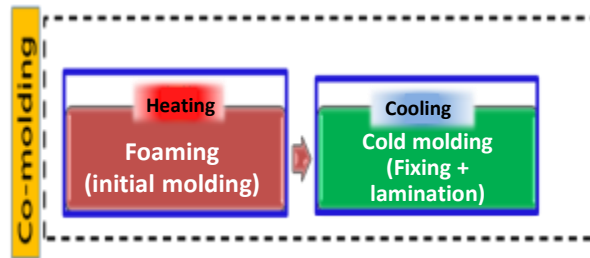 Co-molding
Heating
Foaming
(initial molding)
Cooling
Cold molding
(Fixing +
lamination)